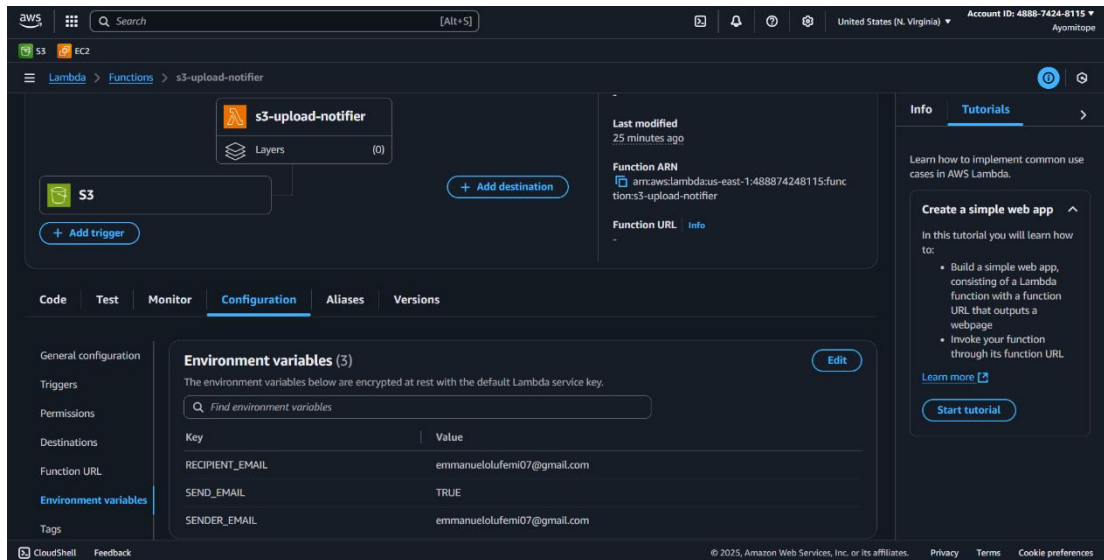 aws
Search [Alt+S]
United States (N. Virginia) ▼
Account ID: 4888-7424-8115 ▼
Ayomitope
S3 EC2
Lambda > Functions > s3-upload-notifier
s3-upload-notifier
Layers (0)
S3
+ Add trigger
+ Add destination
-
Last modified
25 minutes ago
Function ARN
arn:aws:lambda:us-east-1:488874248115:func
tion:s3-upload-notifier
Function URL Info
-
Code Test Monitor Configuration Aliases Versions
General configuration
Triggers
Permissions
Destinations
Function URL
Environment variables
Tags
Environment variables (3)
Edit
The environment variables below are encrypted at rest with the default Lambda service key.
Find environment variables
Key Value
RECIPIENT_EMAIL emmanuelolufemi07@gmail.com
SEND_EMAIL TRUE
SENDER_EMAIL emmanuelolufemi07@gmail.com
Info Tutorials
Learn how to implement common use
cases in AWS Lambda.
Create a simple web app
In this tutorial you will learn how
to:
• Build a simple web app,
consisting of a Lambda
function with a function
URL that outputs a
webpage
• Invoke your function
through its function URL
Learn more
Start tutorial
CloudShell Feedback © 2025, Amazon Web Services, Inc. or its affiliates. Privacy Terms Cookie preferences